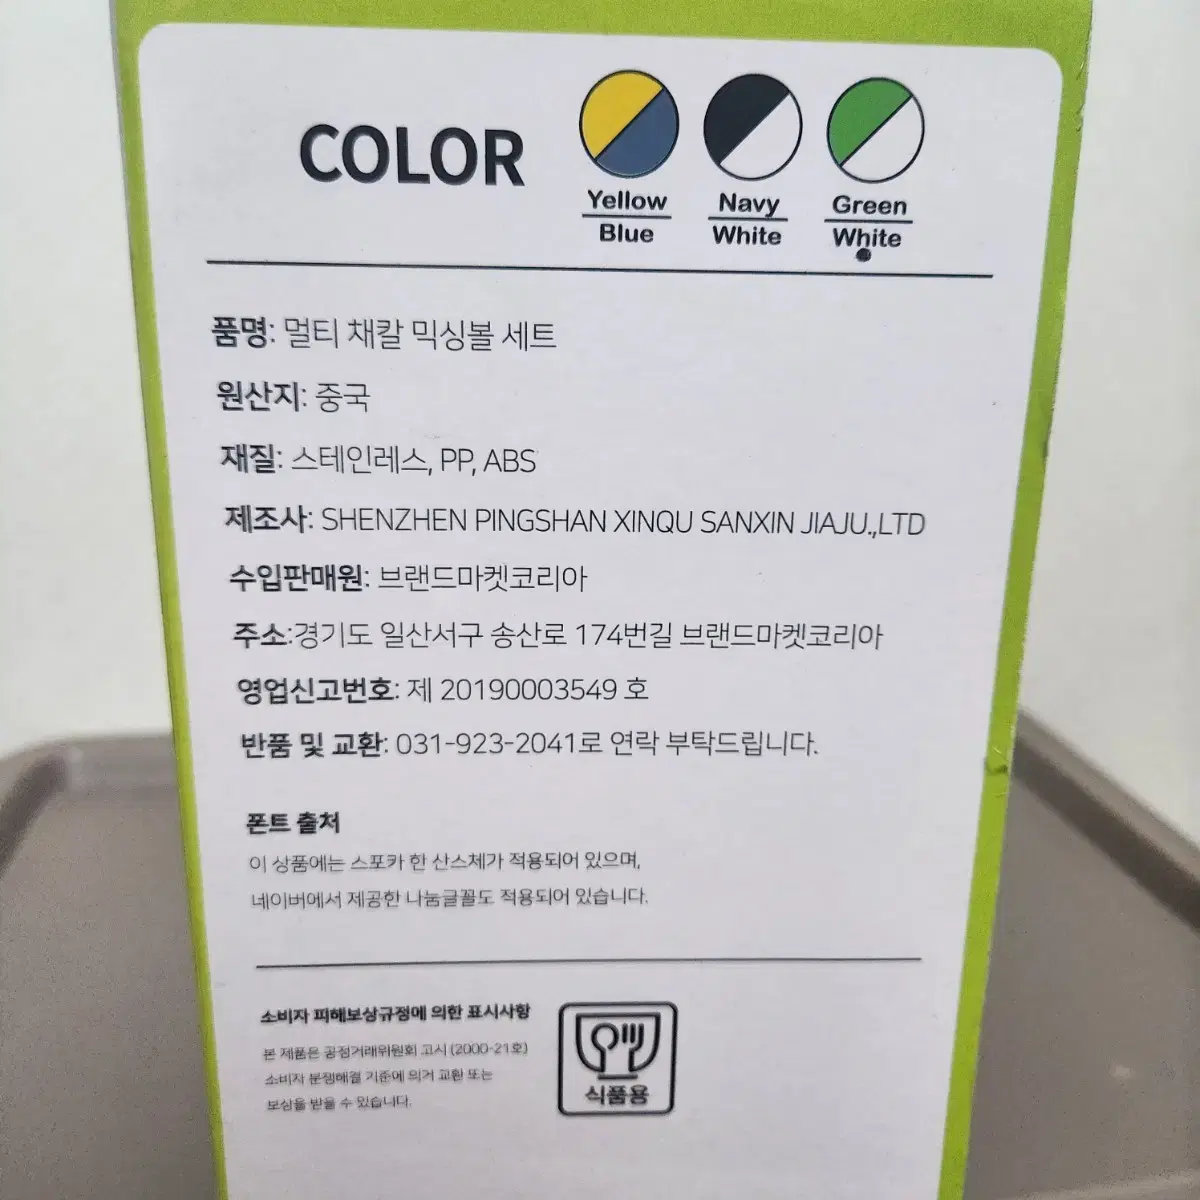 COLOR
Yellow
Blue
Navy
White
Green
White
품명: 멀티 채칼 믹싱볼 세트
원산지: 중국
재질: 스테인레스, PP, ABS
제조사: SHENZHEN PINGSHAN XINQU SANXIN JIAJU.,LTD
수입판매원: 브랜드마켓코리아
주소:경기도 일산서구 송산로 174번길 브랜드마켓코리아
영업신고번호: 제 20190003549 호
반품 및 교환: 031-923-2041로 연락 부탁드립니다.
폰트 출처
이 상품에는 스포카 한 산스체가 적용되어 있으며,
네이버에서 제공한 나눔글꼴도 적용되어 있습니다.
소비자 피해보상규정에 의한 표시사항
본 제품은 공정거래위원회 고시 (2000-21호)
소비자 분쟁해결 기준에 의거 교환 또는
보상을 받을 수 있습니다.
식품용